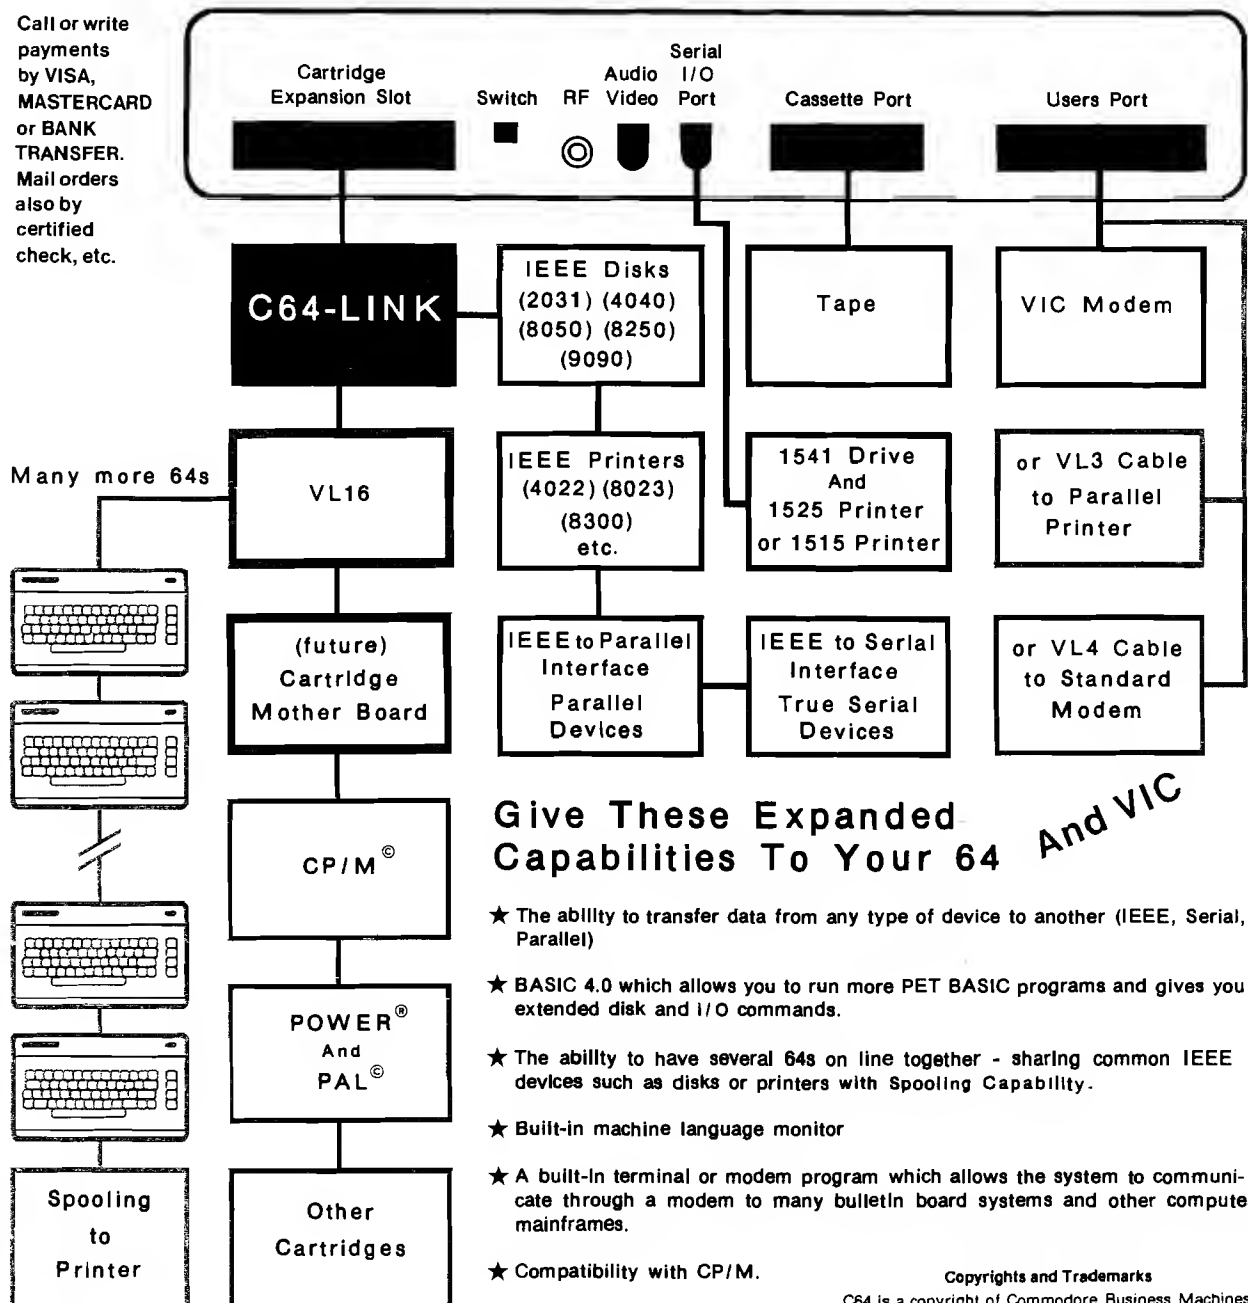 Call or write
payments
by VISA,
MASTERCARD
or BANK
TRANSFER.
Mail orders
also by
certified
check, etc.
Cartridge
Expansion Slot
Switch
RF
Audio
Video
Serial
I/O
Port
Cassette Port
Users Port
C64-LINK
IEEE Disks
(2031) (4040)
(8050) (8250)
(9090)
Tape
VIC Modem
Many more 64s
VL16
IEEE Printers
(4022) (8023)
(8300)
etc.
1541 Drive
And
1525 Printer
or 1515 Printer
or VL3 Cable
to Parallel
Printer
(future)
Cartridge
Mother Board
IEEE to Parallel
Interface
Parallel
Devices
IEEE to Serial
Interface
True Serial
Devices
or VL4 Cable
to Standard
Modem
CP/M©
POWER®
And
PAL©
Other
Cartridges
Spooling
to
Printer
Give These Expanded
Capabilities To Your 64
And VIC
★ The ability to transfer data from any type of device to another (IEEE, Serial,
Parallel)
★ BASIC 4.0 which allows you to run more PET BASIC programs and gives you
extended disk and I/O commands.
★ The ability to have several 64s on line together - sharing common IEEE
devices such as disks or printers with Spooling Capability.
★ Built-in machine language monitor
★ A built-in terminal or modem program which allows the system to communi-
cate through a modem to many bulletin board systems and other compute
mainframes.
★ Compatibility with CP/M.
Copyrights and Trademarks
C64 is a copyright of Commodore Business Machines